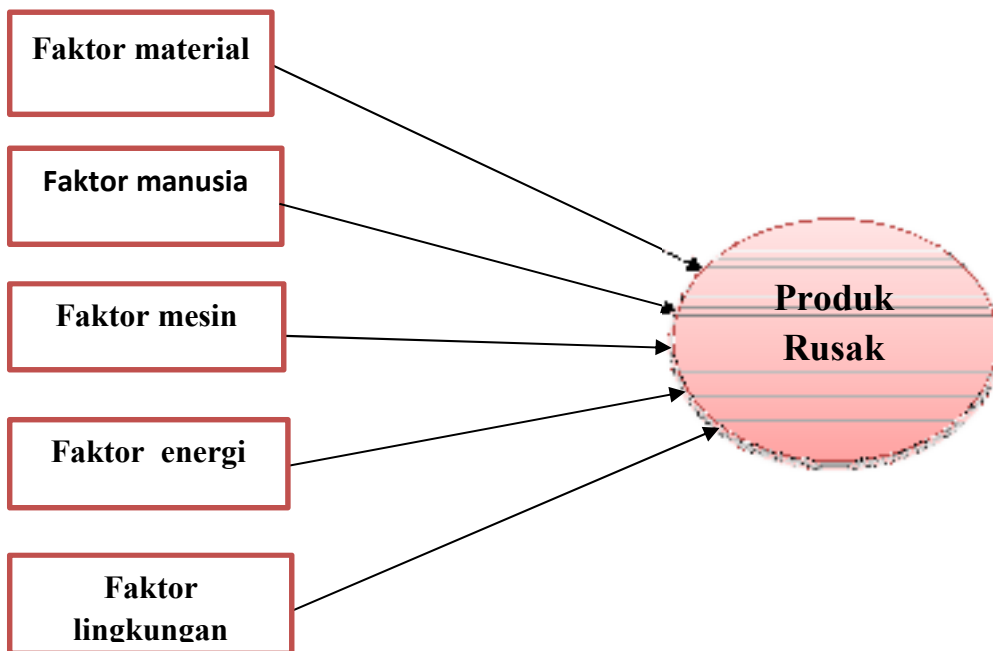 Faktor material
Faktor manusia
Faktor mesin
Faktor energi
Faktor
lingkungan
Produk
Rusak